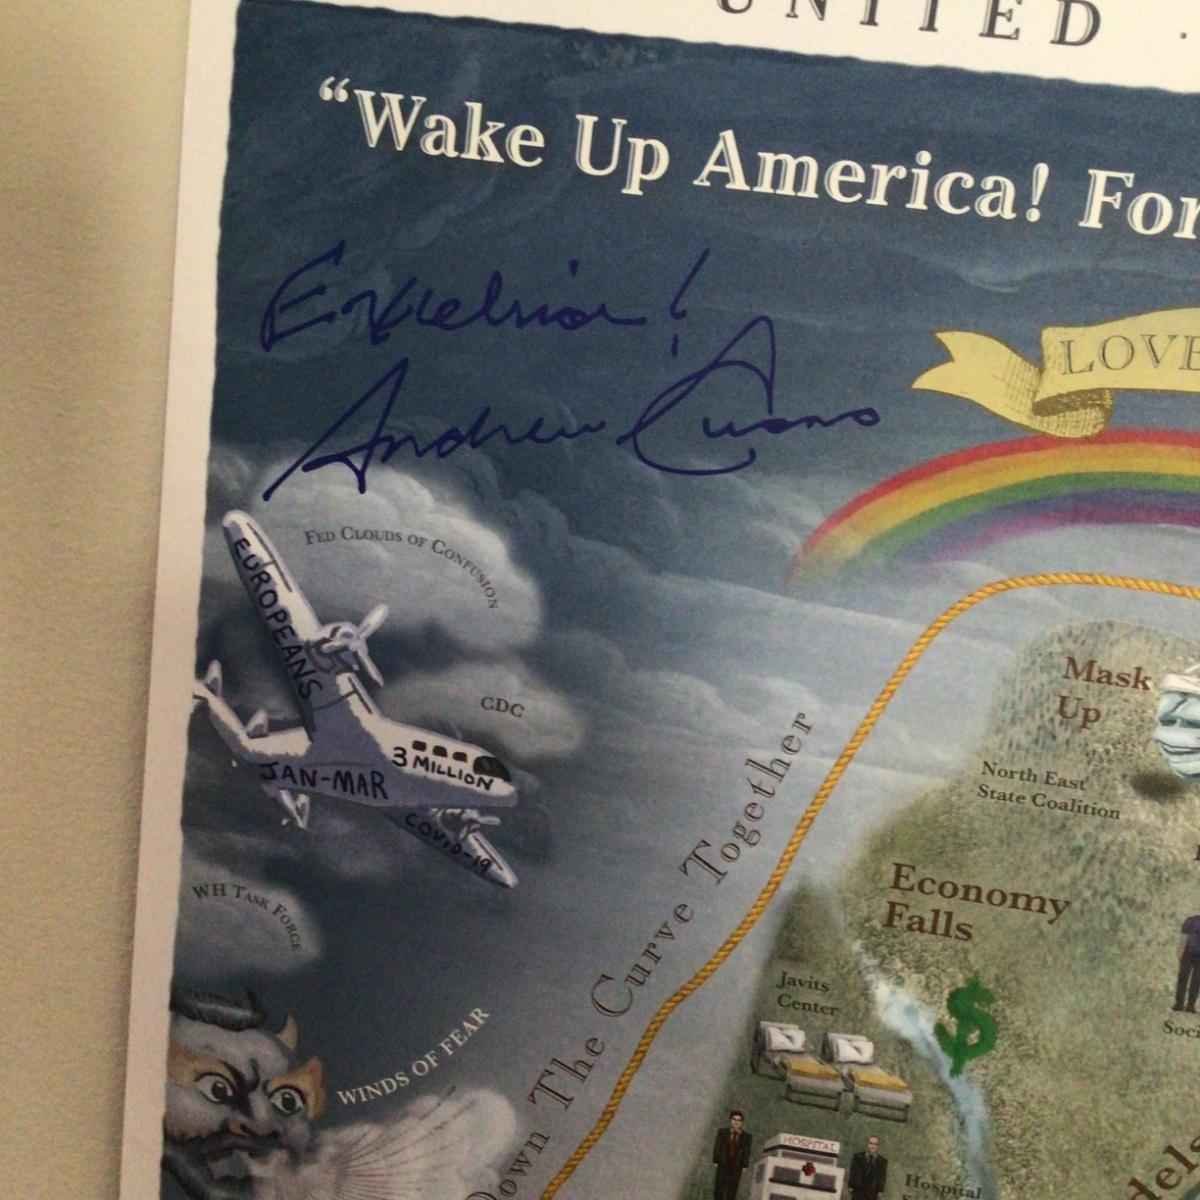 UNITED ·
"Wake Up America! For
Excelsior!
Andrew Cuomo
LOVE
FED CLOUDS OF CONFUSION
EUROPEANS
CDC
3 MILLION
JAN-MAR
COVID-19
WH TASK FORCE
WINDS OF FEAR
Down The Curve Together
Mask
Up
North East
State Coalition
Economy
Falls
$
Javits
Center
HOSPITAL
Hospital